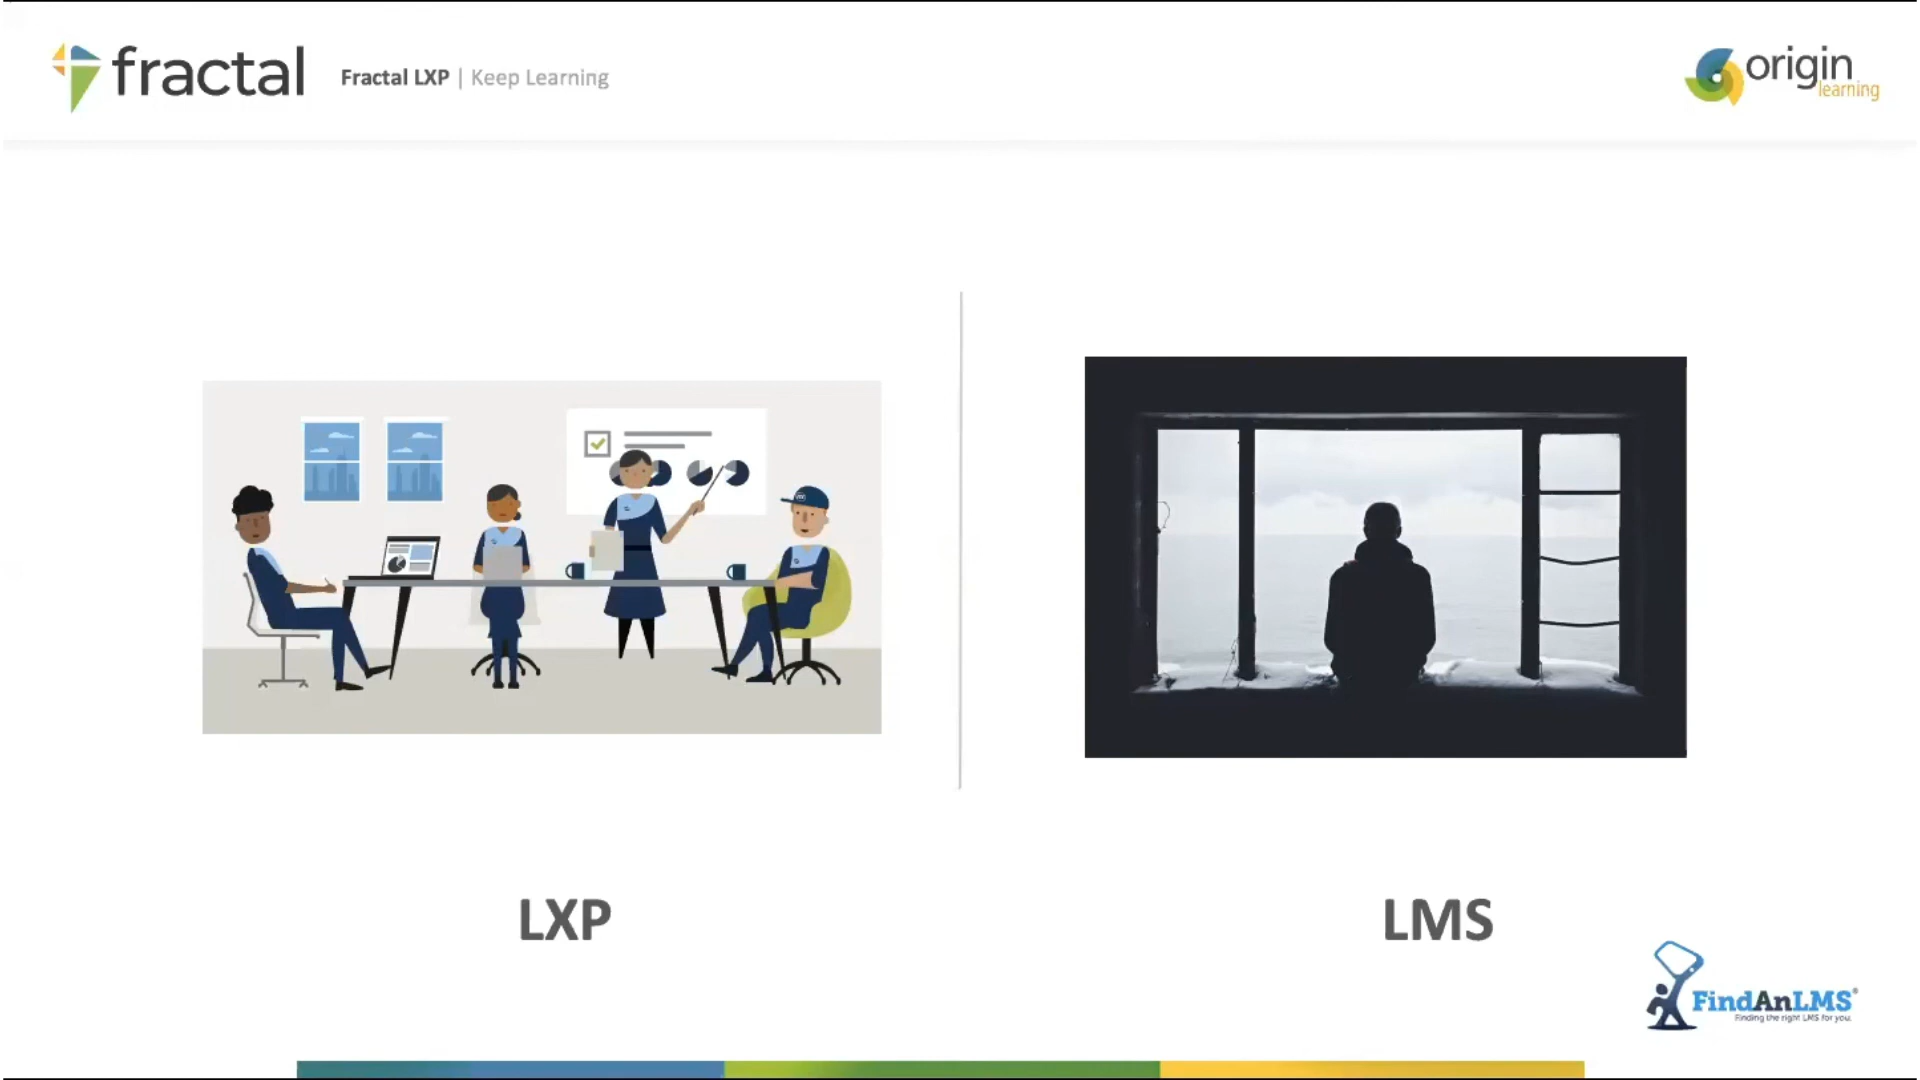 fractal
Fractal LXP | Keep Learning
origin
learning
LXP
LMS
FindAnLMS®
Finding the right LMS for you.